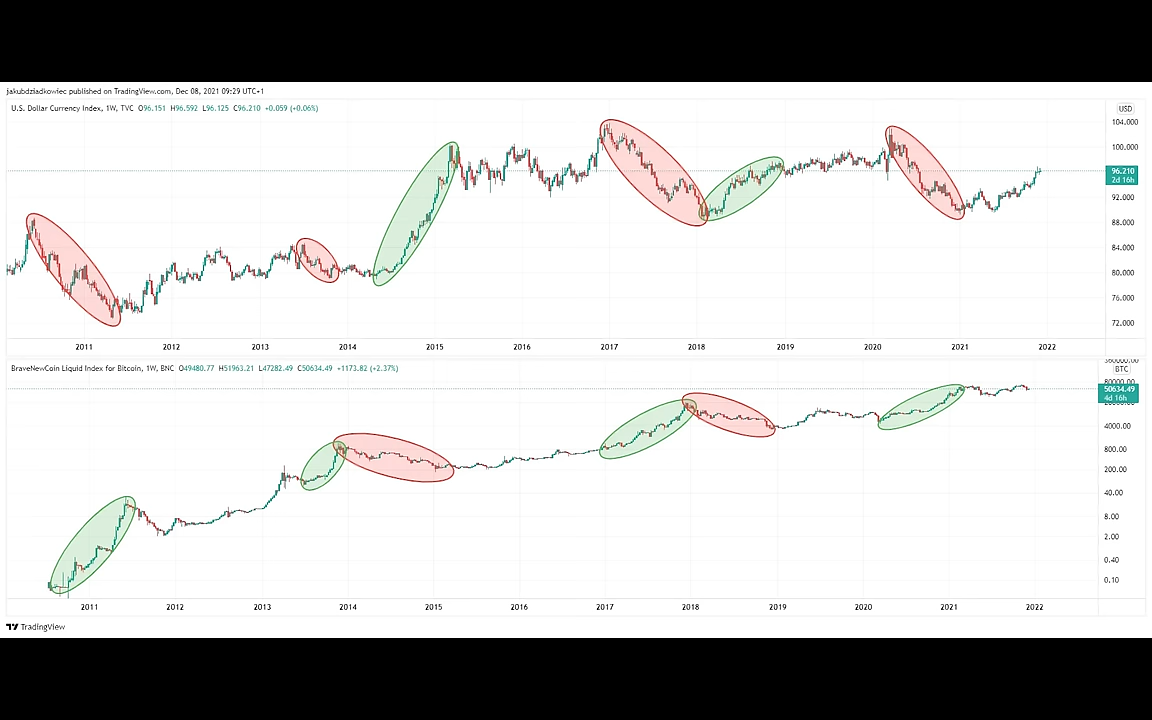 jakubdziadkowiec published on TradingView.com, Dec 08, 2021 09:29 UTC+1
U.S. Dollar Currency Index, 1W, TVC O96.151 H96.592 L96.125 C96.210 +0.059 (+0.06%)
USD
104.000
100.000
96.210
2d 16h
92.000
88.000
84.000
80.000
76.000
72.000
2011 2012 2013 2014 2015 2016 2017 2018 2019 2020 2021 2022
BraveNewCoin Liquid Index for Bitcoin, 1W, BNC O49480.77 H51963.21 L47282.49 C50634.49 +1173.82 (+2.37%)
360000.00
BTC
80000.00
50634.49
4d 16h
4000.00
800.00
200.00
40.00
8.00
2.00
0.40
0.10
2011 2012 2013 2014 2015 2016 2017 2018 2019 2020 2021 2022
TradingView